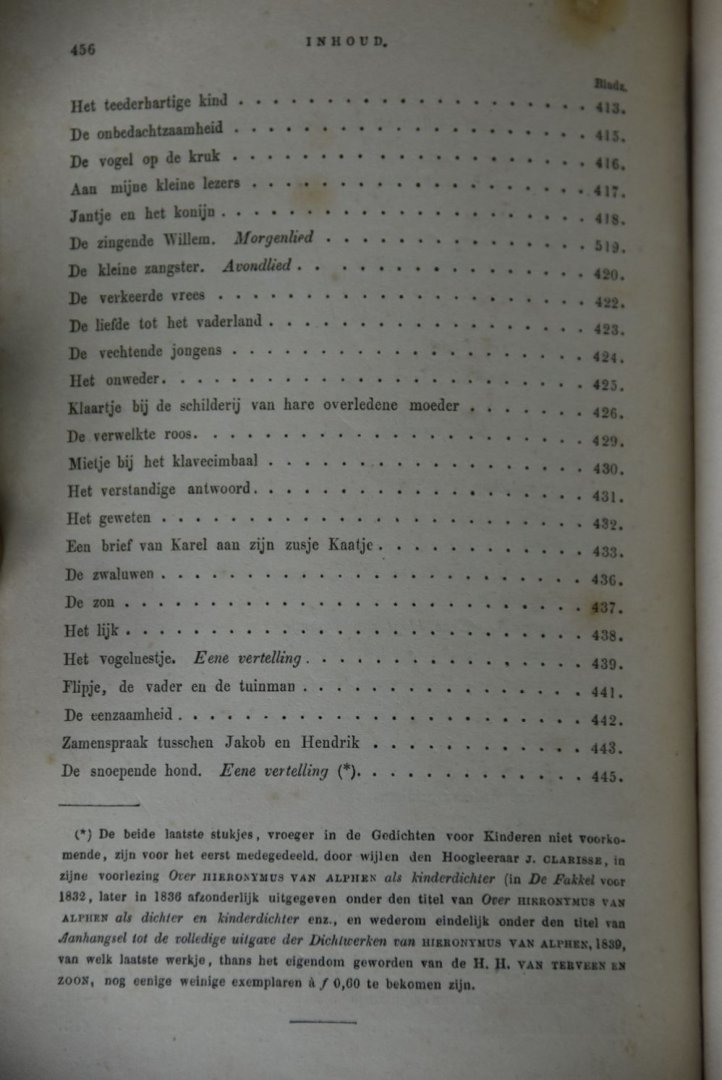 456
INHOUD.
Bladz.
Het teederhartige kind . . . . . . . . . . . . . . . . . . . . 413.
De onbedachtzaamheid . . . . . . . . . . . . . . . . . . . . 415.
De vogel op de kruk . . . . . . . . . . . . . . . . . . . . 416.
Aan mijne kleine lezers . . . . . . . . . . . . . . . . . . . 417.
Jantje en het konijn . . . . . . . . . . . . . . . . . . . . . 418.
De zingende Willem. Morgenlied . . . . . . . . . . . . . . . 519.
De kleine zangster. Avondlied . . . . . . . . . . . . . . . . 420.
De verkeerde vrees . . . . . . . . . . . . . . . . . . . . . 422.
De liefde tot het vaderland . . . . . . . . . . . . . . . . . . 423.
De vechtende jongens . . . . . . . . . . . . . . . . . . . . 424.
Het onweder. . . . . . . . . . . . . . . . . . . . . . . . 425.
Klaartje bij de schilderij van hare overledene moeder . . . . . . . 426.
De verwelkte roos. . . . . . . . . . . . . . . . . . . . . . 429.
Mietje bij het klavecimbaal . . . . . . . . . . . . . . . . . . 430.
Het verstandige antwoord. . . . . . . . . . . . . . . . . . . 431.
Het geweten . . . . . . . . . . . . . . . . . . . . . . . . 432.
Een brief van Karel aan zijn zusje Kaatje. . . . . . . . . . . . 433.
De zwaluwen . . . . . . . . . . . . . . . . . . . . . . . . 436.
De zon . . . . . . . . . . . . . . . . . . . . . . . . . . 437.
Het lijk . . . . . . . . . . . . . . . . . . . . . . . . . . 438.
Het vogelnestje. Eene vertelling . . . . . . . . . . . . . . . . 439.
Flipje, de vader en de tuinman . . . . . . . . . . . . . . . . 441.
De eenzaamheid . . . . . . . . . . . . . . . . . . . . . . . 442.
Zamenspraak tusschen Jakob en Hendrik . . . . . . . . . . . . 443.
De snoepende hond. Eene vertelling (*). . . . . . . . . . . . . 445.
(*) De beide laatste stukjes, vroeger in de Gedichten voor Kinderen niet voorko-
mende, zijn voor het eerst medegedeeld, door wijlen den Hoogleeraar J. CLARISSE, in
zijne voorlezing Over HIERONYMUS VAN ALPHEN als kinderdichter (in De Fakkel voor
1832, later in 1836 afzonderlijk uitgegeven onder den titel van Over HIERONYMUS VAN
ALPHEN als dichter en kinderdichter enz., en wederom eindelijk onder den titel van
Aanhangsel tot de volledige uitgave der Dichtwerken van HIERONYMUS VAN ALPHEN, 1839,
van welk laatste werkje, thans het eigendom geworden van de H. H. VAN TERVEEN EN
ZOON, nog eenige weinige exemplaren à f 0,60 te bekomen zijn.